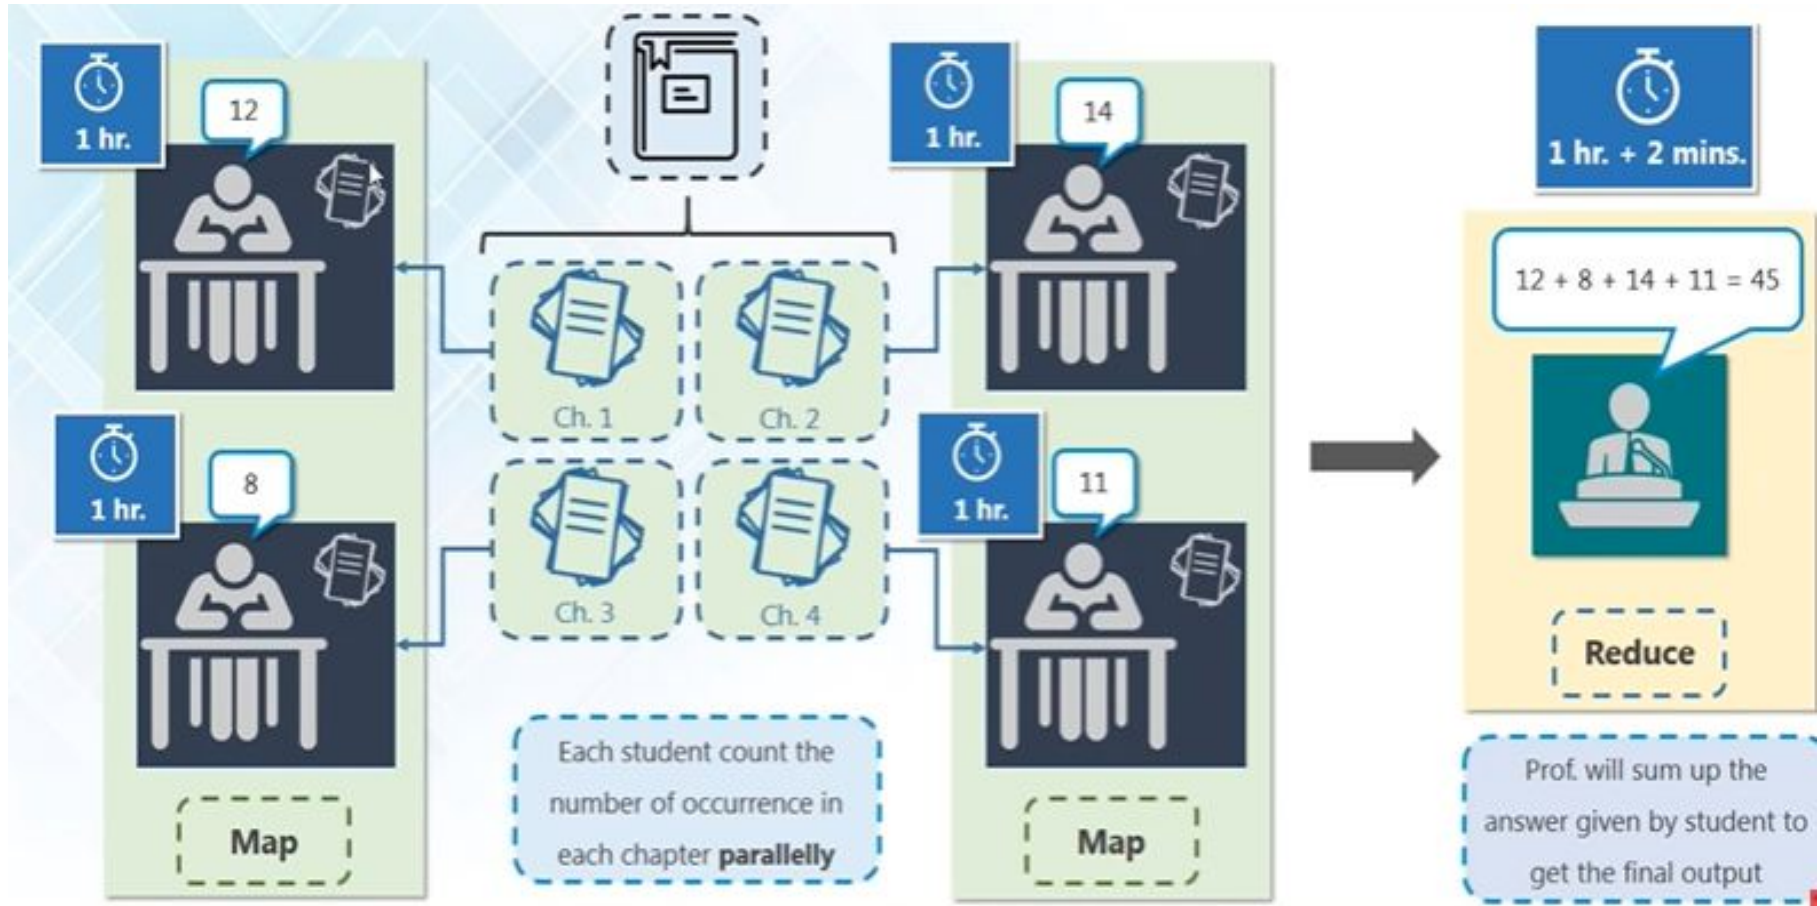 1 hr.
12
1 hr.
14
1 hr. + 2 mins.
12 + 8 + 14 + 11 = 45
Ch. 1
Ch. 2
1 hr.
8
1 hr.
11
Ch. 3
Ch. 4
Reduce
Each student count the
number of occurrence in
each chapter parallelly
Map
Map
Prof. will sum up the
answer given by student to
get the final output